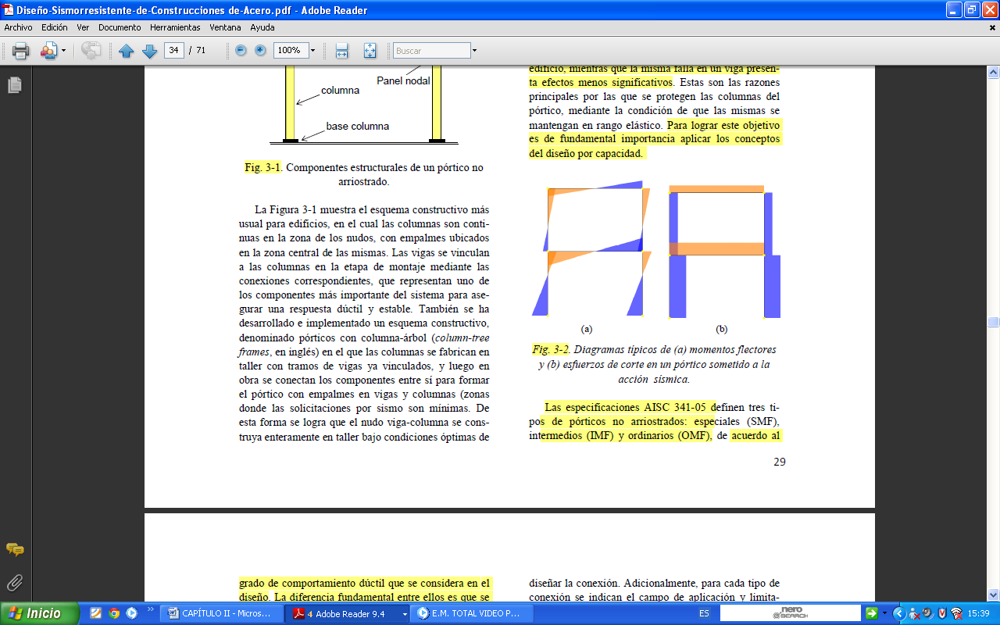 Diseño-Sismorresistente-de-Construcciones de-Acero.pdf - Adobe Reader
Archivo Edición Ver Documento Herramientas Ventana Ayuda
34 / 71 100% Buscar
Panel nodal
columna
base columna
Fig. 3-1. Componentes estructurales de un pórtico no
arriostrado.
La Figura 3-1 muestra el esquema constructivo más
usual para edificios, en el cual las columnas son conti-
nuas en la zona de los nudos, con empalmes ubicados
en la zona central de las mismas. Las vigas se vinculan
a las columnas en la etapa de montaje mediante las
conexiones correspondientes, que representan uno de
los componentes más importante del sistema para ase-
gurar una respuesta dúctil y estable. También se ha
desarrollado e implementado un esquema constructivo,
denominado pórticos con columna-árbol (column-tree
frames, en inglés) en el que las columnas se fabrican en
taller con tramos de vigas ya vinculados, y luego en
obra se conectan los componentes entre sí para formar
el pórtico con empalmes en vigas y columnas (zonas
donde las solicitaciones por sismo son mínimas. De
esta forma se logra que el nudo viga-columna se cons-
truya enteramente en taller bajo condiciones óptimas de
edificio, mientras que la misma falla en un viga presen-
ta efectos menos significativos. Estas son las razones
principales por las que se protegen las columnas del
pórtico, mediante la condición de que las mismas se
mantengan en rango elástico. Para lograr este objetivo
es de fundamental importancia aplicar los conceptos
del diseño por capacidad.
(a) (b)
Fig. 3-2. Diagramas típicos de (a) momentos flectores
y (b) esfuerzos de corte en un pórtico sometido a la
acción sísmica.
Las especificaciones AISC 341-05 definen tres ti-
pos de pórticos no arriostrados: especiales (SMF),
intermedios (IMF) y ordinarios (OMF), de acuerdo al
29
grado de comportamiento dúctil que se considera en el
diseño. La diferencia fundamental entre ellos es que se
diseñar la conexión. Adicionalmente, para cada tipo de
conexión se indican el campo de aplicación y limita-
Inicio CAPÍTULO II - Micros... 4 Adobe Reader 9.4 E.M. TOTAL VIDEO P... ES nero SEARCH 15:39